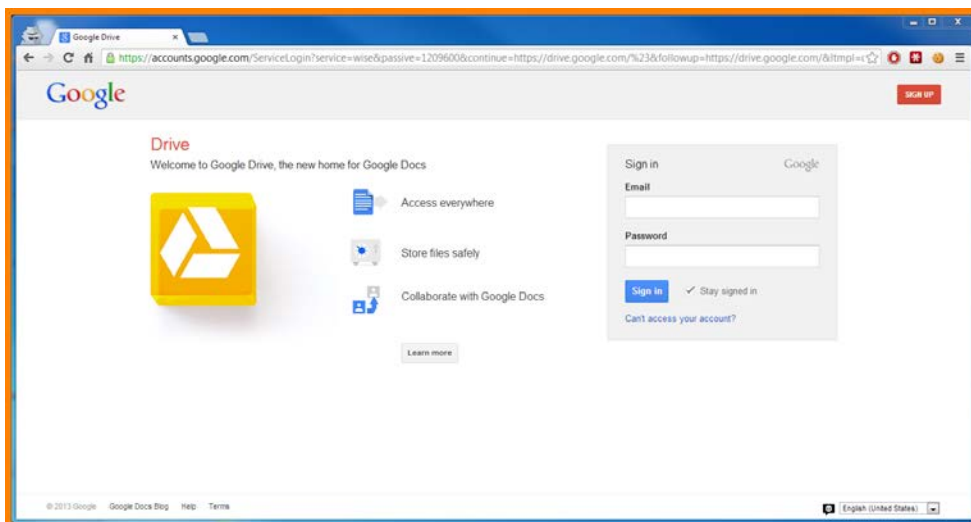 Google Drive
https://accounts.google.com/ServiceLogin?service=wise&passive=1209600&continue=https://drive.google.com/%23&followup=https://drive.google.com/&ltmpl=
Google
SIGN UP
Drive
Welcome to Google Drive, the new home for Google Docs
Access everywhere
Store files safely
Collaborate with Google Docs
Learn more
Sign in Google
Email
Password
Sign in Stay signed in
Can't access your account?
© 2013 Google Google Docs Blog Help Terms
English (United States)